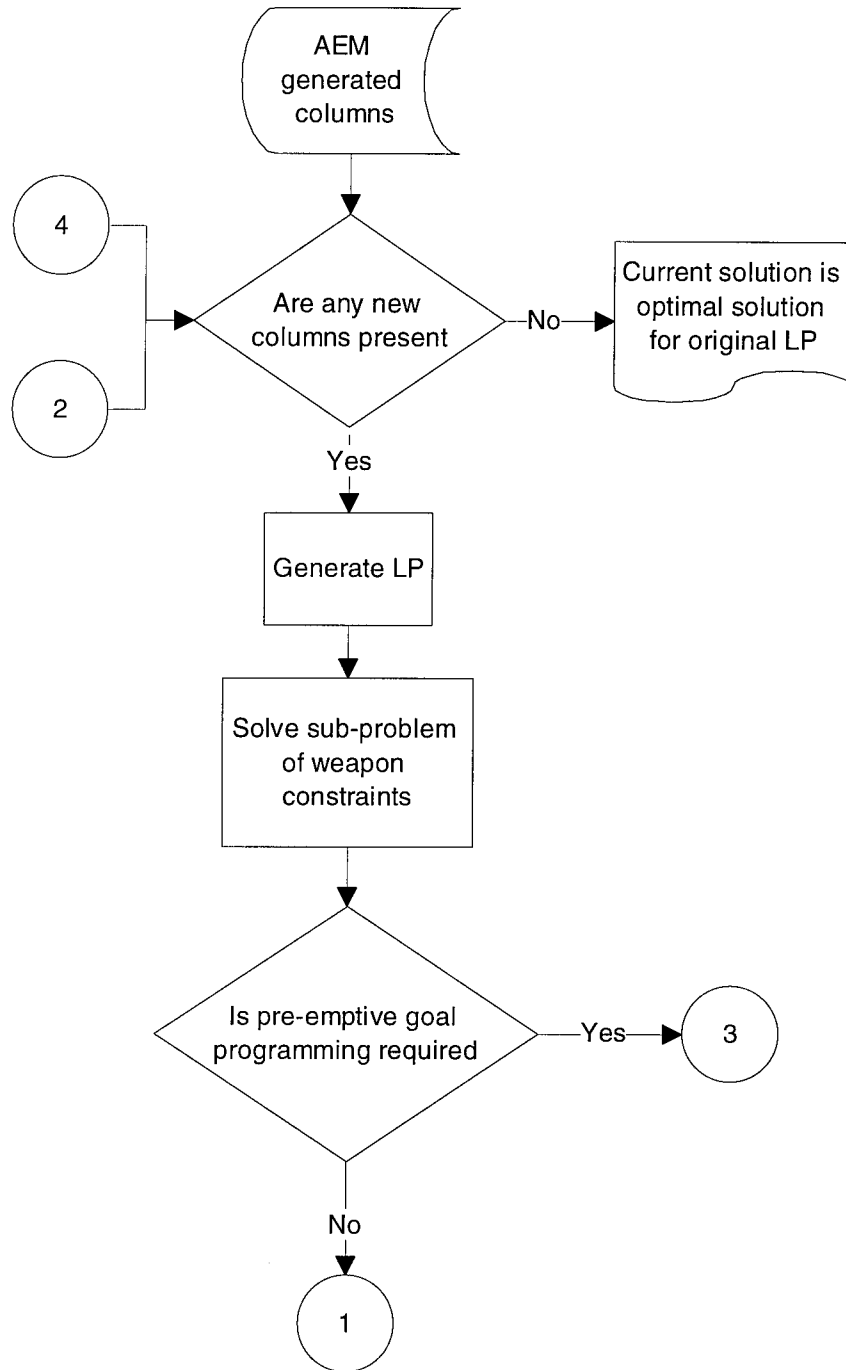 AEM
generated
columns
4
Are any new
columns present
No
Current solution is
optimal solution
for original LP
2
Yes
Generate LP
Solve sub-problem
of weapon
constraints
Is pre-emptive goal
programming required
Yes
3
No
1